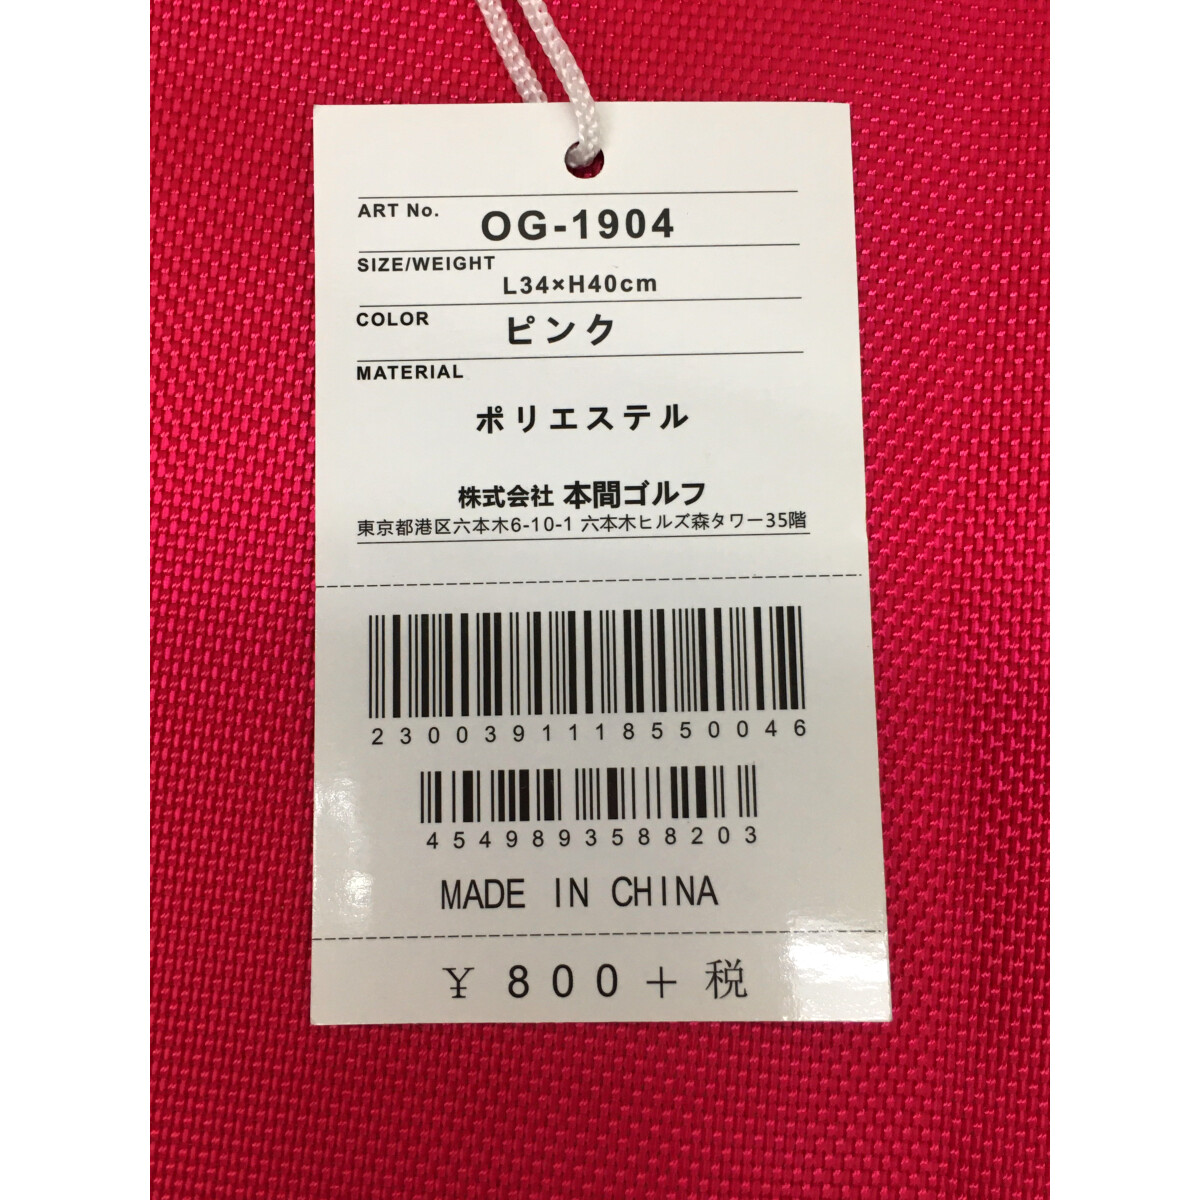 ART No. OG-1904
SIZE/WEIGHT
L34×H40cm
COLOR ピンク
MATERIAL
ポリエステル
株式会社 本間ゴルフ
東京都港区六本木6-10-1 六本木ヒルズ森タワー35階
2300391118550046
4549893588203
MADE IN CHINA
¥ 800+税